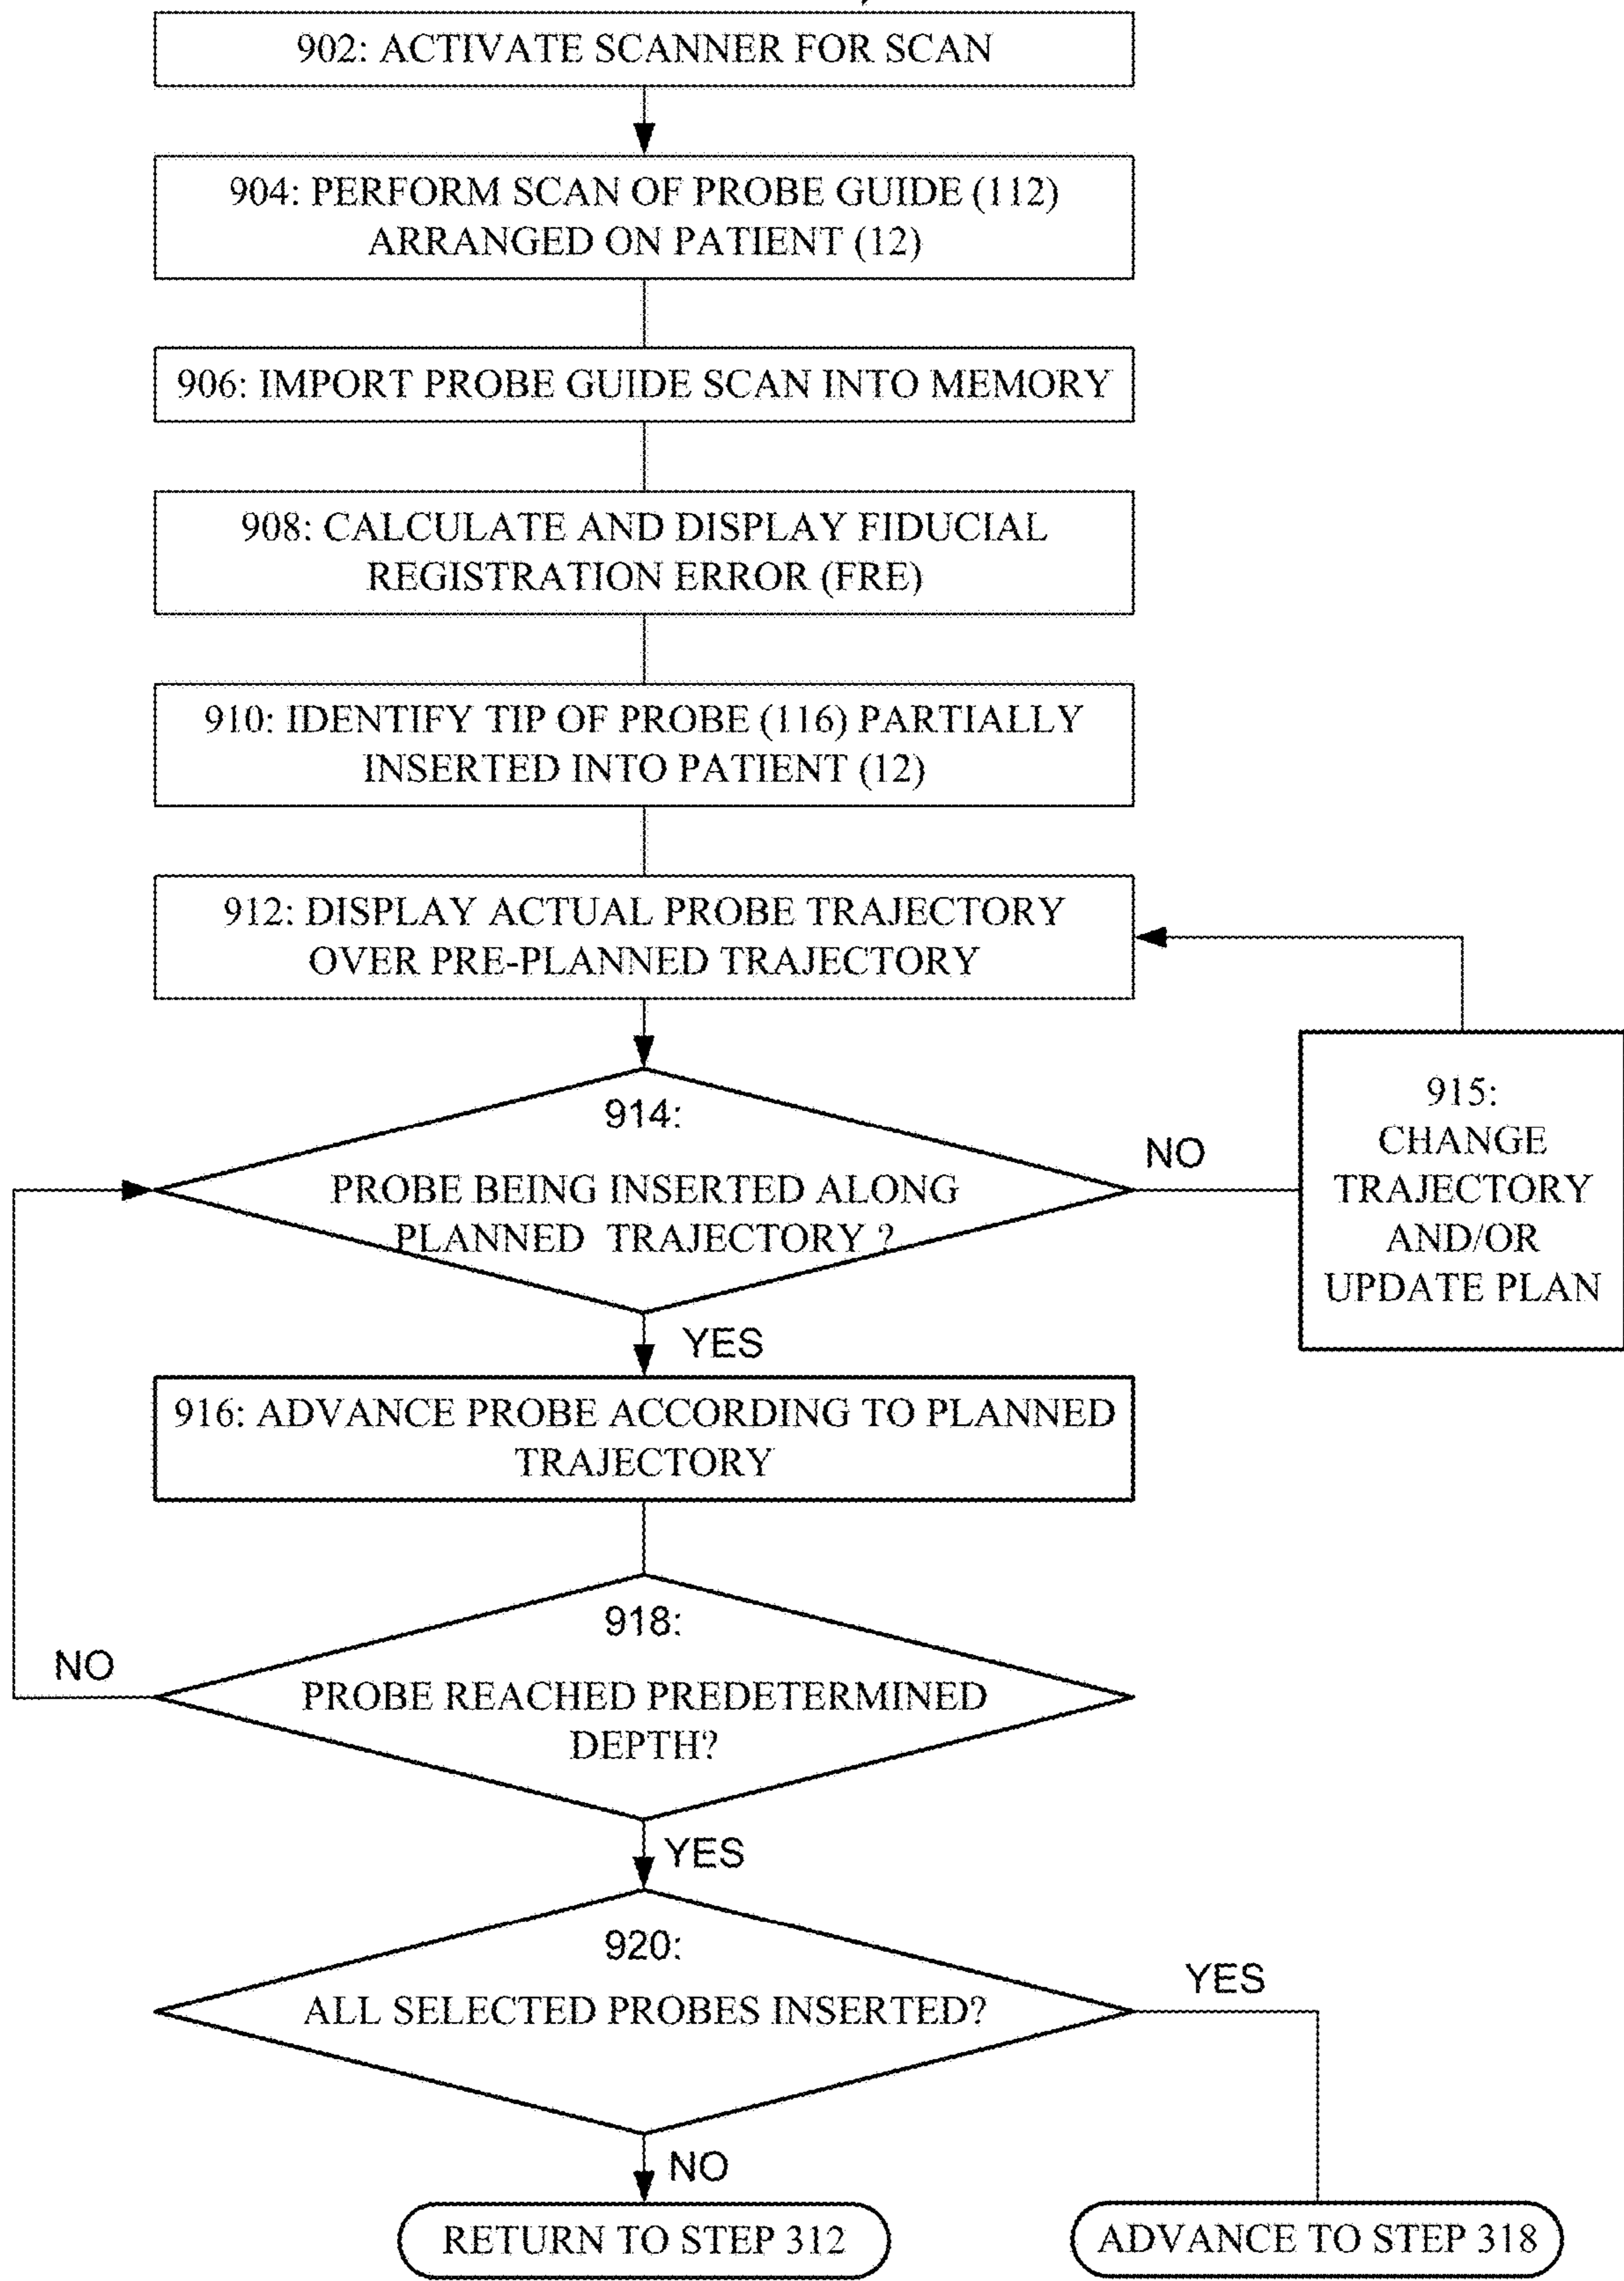 902: ACTIVATE SCANNER FOR SCAN
904: PERFORM SCAN OF PROBE GUIDE (112)
ARRANGED ON PATIENT (12)
906: IMPORT PROBE GUIDE SCAN INTO MEMORY
908: CALCULATE AND DISPLAY FIDUCIAL
REGISTRATION ERROR (FRE)
910: IDENTIFY TIP OF PROBE (116) PARTIALLY
INSERTED INTO PATIENT (12)
912: DISPLAY ACTUAL PROBE TRAJECTORY
OVER PRE-PLANNED TRAJECTORY
914:
PROBE BEING INSERTED ALONG
PLANNED TRAJECTORY ?
NO
915:
CHANGE
TRAJECTORY
AND/OR
UPDATE PLAN
YES
916: ADVANCE PROBE ACCORDING TO PLANNED
TRAJECTORY
918:
PROBE REACHED PREDETERMINED
DEPTH?
NO
YES
920:
ALL SELECTED PROBES INSERTED?
YES
NO
RETURN TO STEP 312
ADVANCE TO STEP 318